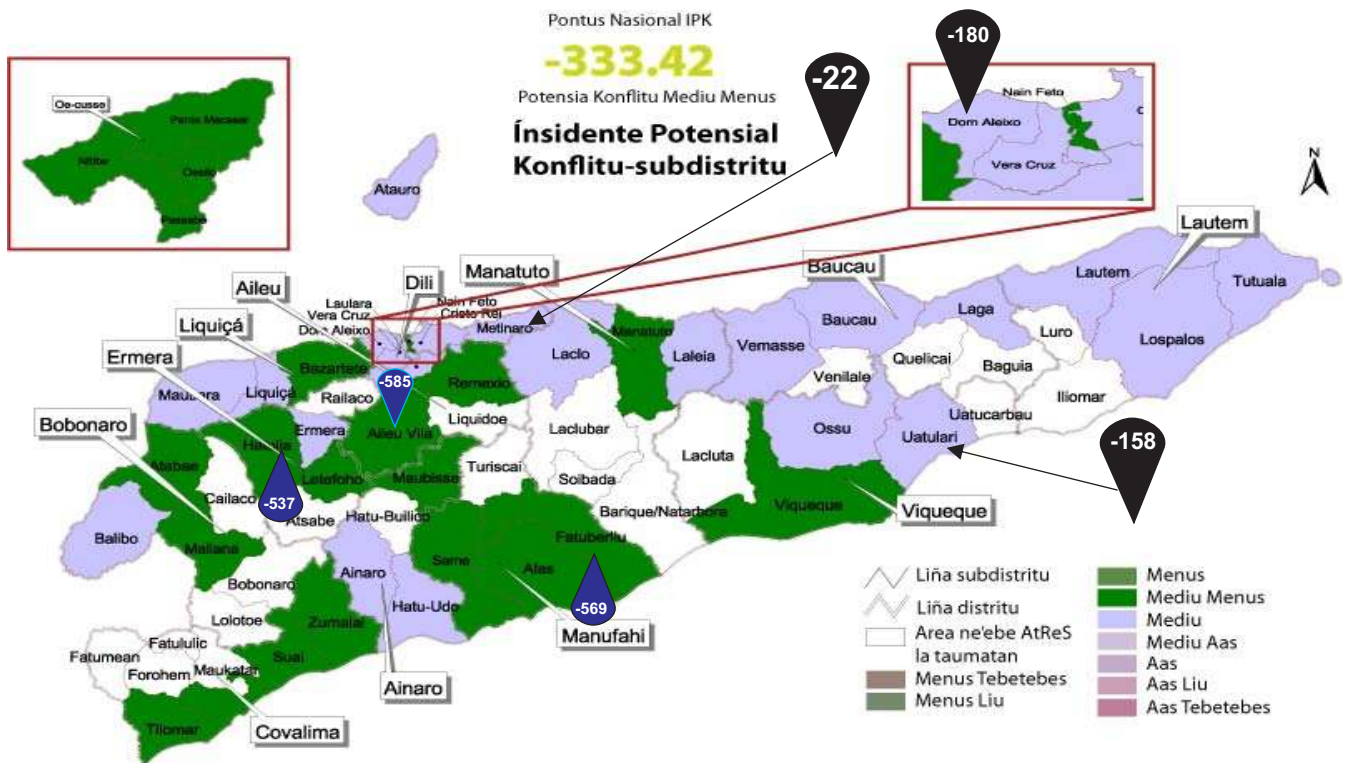 Pontus Nasional IPK
-333.42
Potensia Konflitu Mediu Menus
Ínsidente Potensial
Konflitu-subdistritu
-22
-180
Nain Feto
Dom Aleixo
Vera Cruz
C
Oe-cusse
Pante Macasar
Nitibe
Oesilo
Passabe
Atauro
N
Lautem
Manatuto
Baucau
Aileu
Dili
Laulara
Vera Cruz
Dom Aleixo
Nain Feto
Cristo Rei
Metinaro
Lautem
Tutuala
Liquiçá
Baucau
Laga
Ermera
Bazartete
Remexio
Laclo
Manatuto
Laleia
Vemasse
Quelicai
Luro
Lospalos
Maubara
Liquiçá
Railaco
-585
Venilale
Baguia
Iliomar
Bobonaro
Ermera
Aileu Vila
Liquidoe
Laclubar
Ossu
Uatucarbau
Uatulari
-158
Hatulia
Atabae
Letefoho
Maubisse
Turiscai
Lacluta
Cailaco
-537
Soibada
Atsabe
Hatu-Builico
Barique/Natarbora
Viqueque
Viqueque
Balibo
Maliana
Same
Alas
Fatuberliu
Bobonaro
Ainaro
Hatu-Udo
-569
Manufahi
Lolotoe
Zumalai
Fatumean
Fatululic
Forohem
Maukatar
Suai
Ainaro
Tilomar
Covalima
Liña subdistritu
Liña distritu
Area ne'ebe AtReS
la taumatan
Menus Tebetebes
Menus Liu
Menus
Mediu Menus
Mediu
Mediu Aas
Aas
Aas Liu
Aas Tebetebes